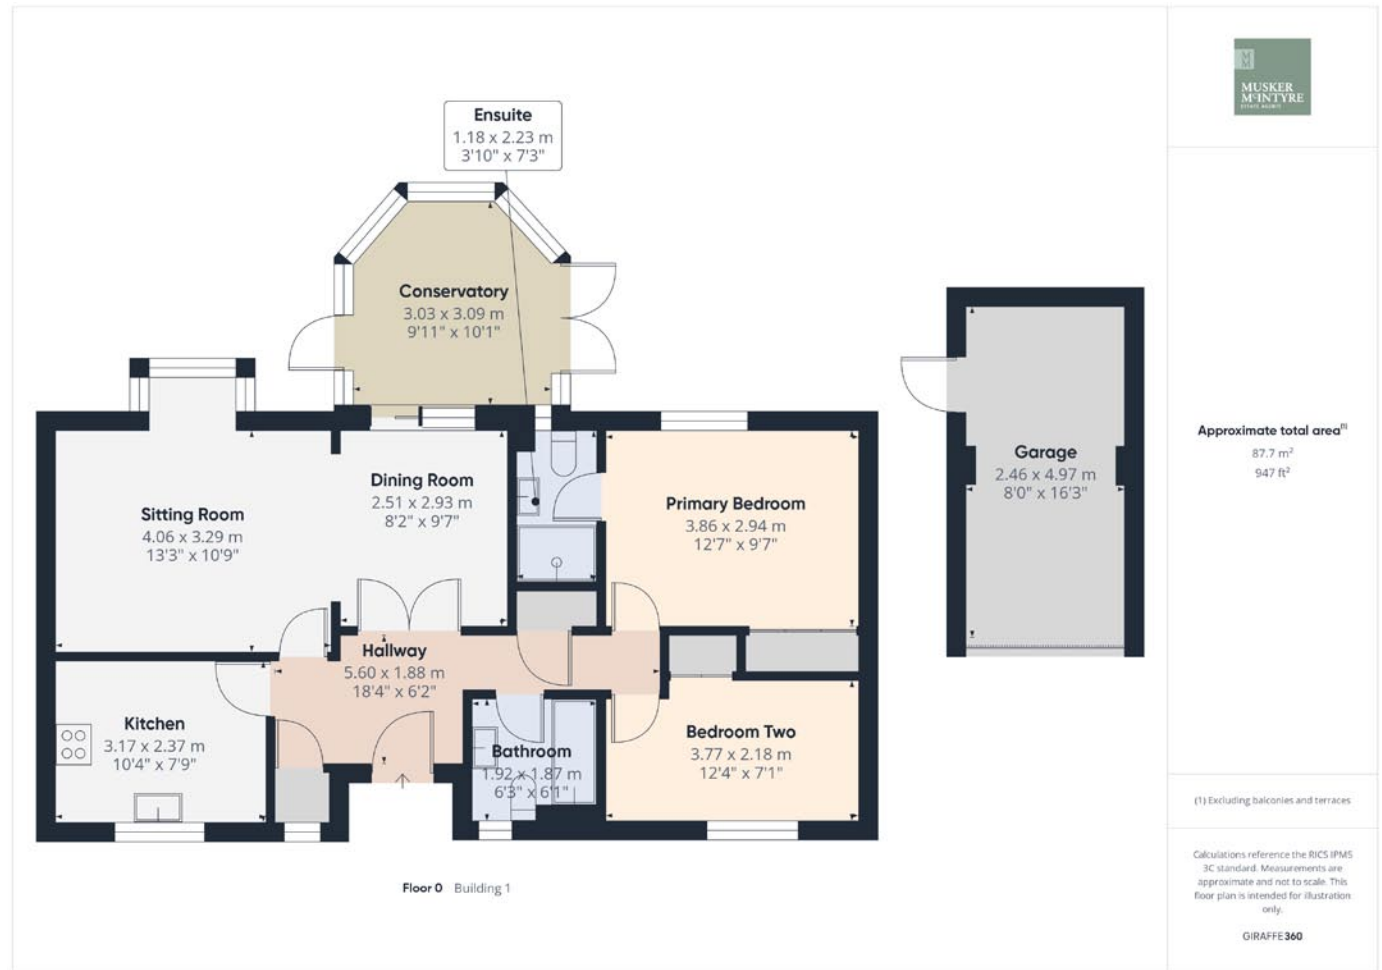 Ensuite
1.18 x 2.23 m
3'10" x 7'3"
Conservatory
3.03 x 3.09 m
9'11" x 10'1"
Dining Room
2.51 x 2.93 m
8'2" x 9'7"
Sitting Room
4.06 x 3.29 m
13'3" x 10'9"
Primary Bedroom
3.86 x 2.94 m
12'7" x 9'7"
Hallway
5.60 x 1.88 m
18'4" x 6'2"
Kitchen
3.17 x 2.37 m
10'4" x 7'9"
Bathroom
1.92 x 1.87 m
6'3" x 6'1"
Bedroom Two
3.77 x 2.18 m
12'4" x 7'1"
Garage
2.46 x 4.97 m
8'0" x 16'3"
Floor 0 Building 1
MUSKER
McINTYRE
ESTATE AGENTS
Approximate total area(1)
87.7 m²
947 ft²
(1) Excluding balconies and terraces
Calculations reference the RICS IPMS
3C standard. Measurements are
approximate and not to scale. This
floor plan is intended for illustration
only.
GIRAFFE360